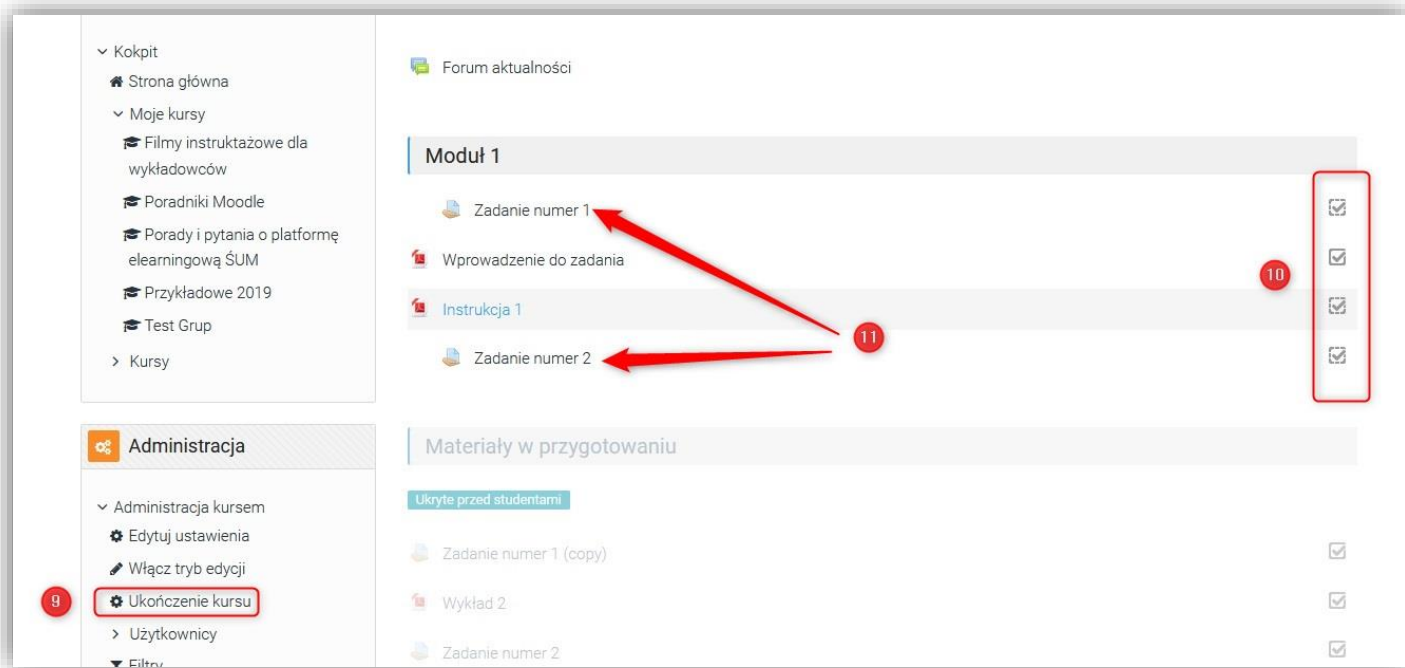 Kokpit
Strona główna
Moje kursy
Filmy instruktażowe dla
wykładowców
Poradniki Moodle
Porady i pytania o platformę
elearningową ŚUM
Przykładowe 2019
Test Grup
Kursy
Administracja
Administracja kursem
Edytuj ustawienia
Włącz tryb edycji
9
Ukończenie kursu
Użytkownicy
Filtry
Forum aktualności
Moduł 1
Zadanie numer 1
Wprowadzenie do zadania
10
Instrukcja 1
11
Zadanie numer 2
Materiały w przygotowaniu
Ukryte przed studentami
Zadanie numer 1 (copy)
Wykład 2
Zadanie numer 2